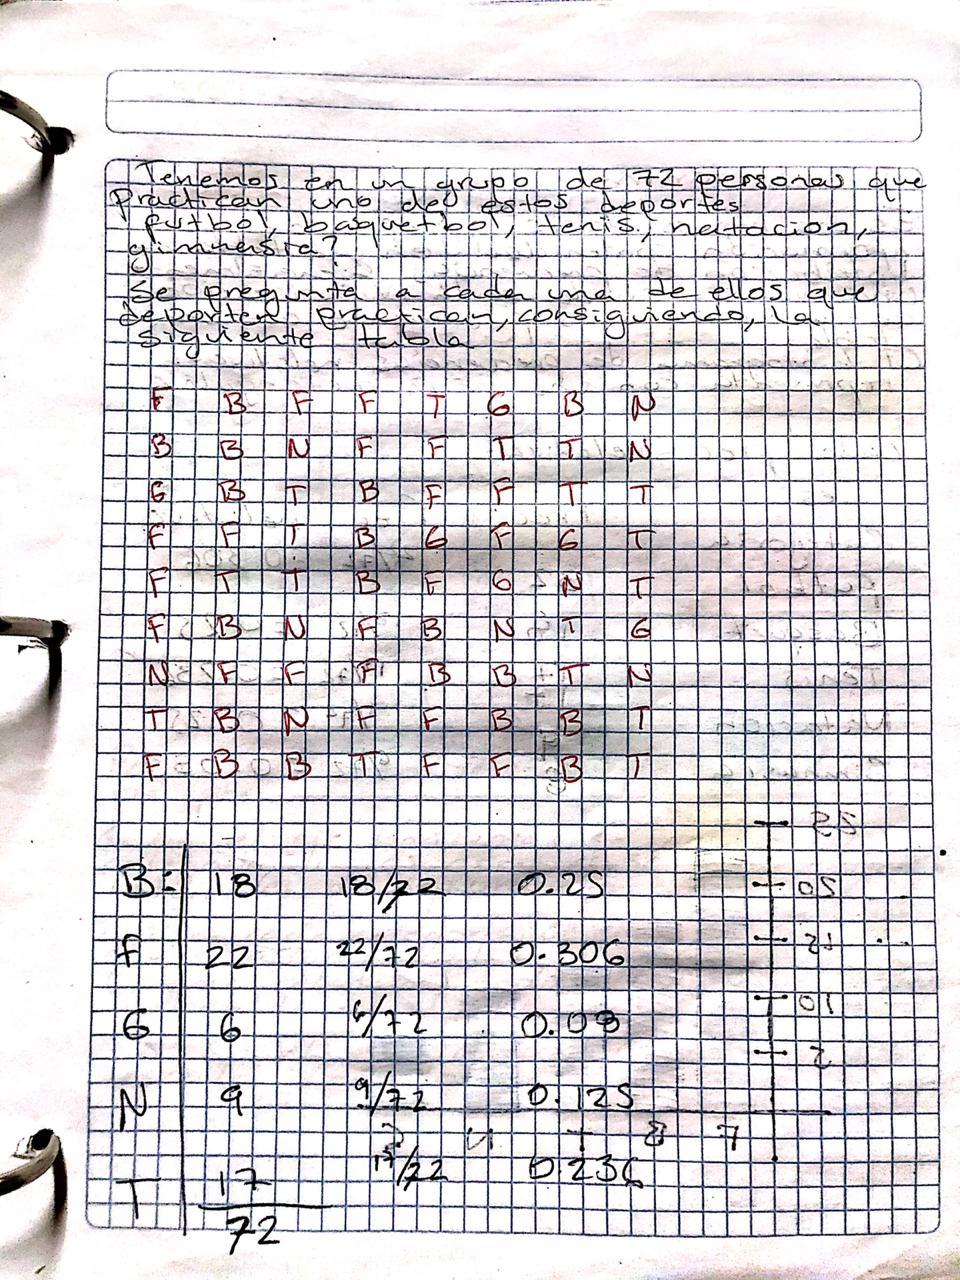 Tenemos en un grupo de 72 personas que
practican uno de estos deportes
futbol, baquetbol, tenis, natacion,
gimnasia?
Se pregunta a cada una de ellos que
deporten practican, consiguiendo, la
siguiente tabla
F B F F T G B N
B B N F F T T N
G B T B F F T T
F F T B G F G T
F T T B F G N T
F B N F B N T G
N F F F B B T N
T B N F F B B T
F B B T F F B T
B: 18 18/72 0.25
F 22 22/72 0.306
G 6 6/72 0.08
N 9 9/72 0.125
T 17 17/72 0.236
72